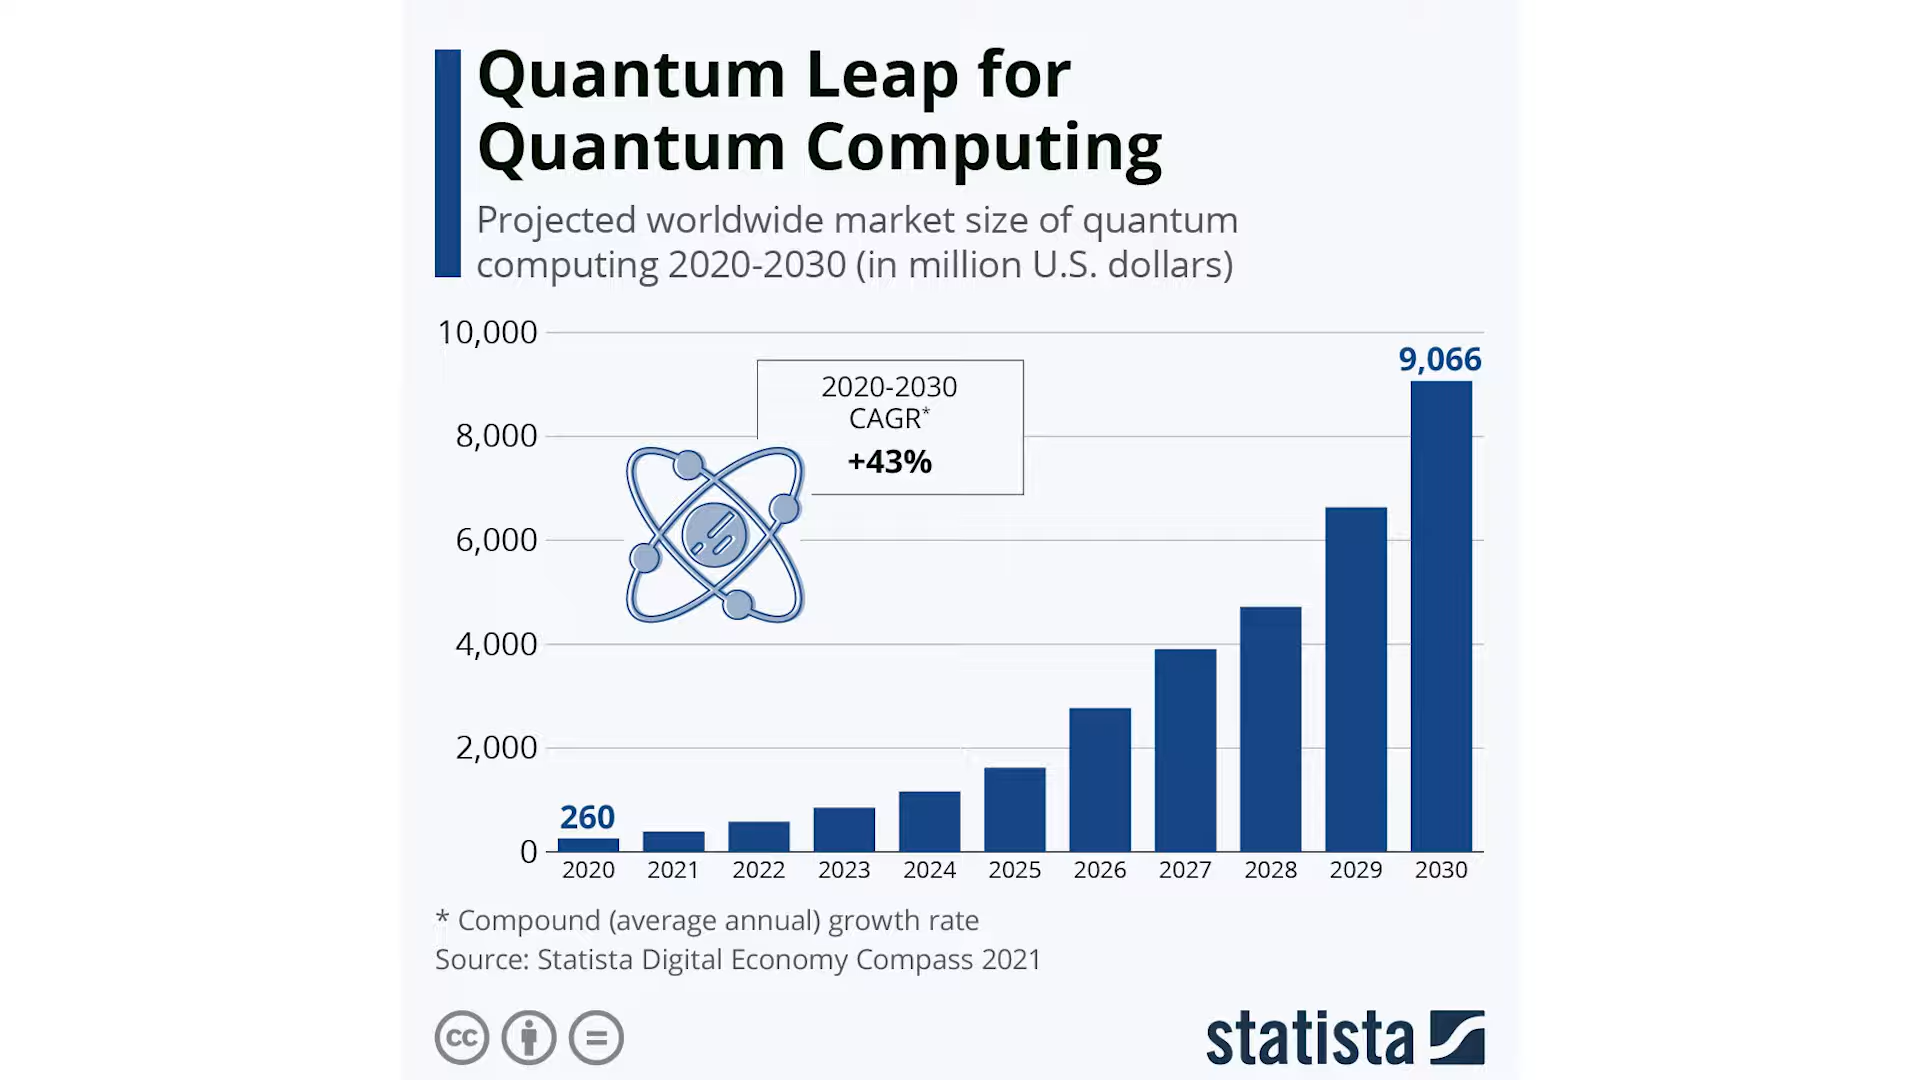 Quantum Leap for
Quantum Computing
Projected worldwide market size of quantum
computing 2020-2030 (in million U.S. dollars)
10,000
8,000
6,000
4,000
2,000
0
2020-2030
CAGR*
+43%
260
9,066
2020 2021 2022 2023 2024 2025 2026 2027 2028 2029 2030
* Compound (average annual) growth rate
Source: Statista Digital Economy Compass 2021
cc
statista